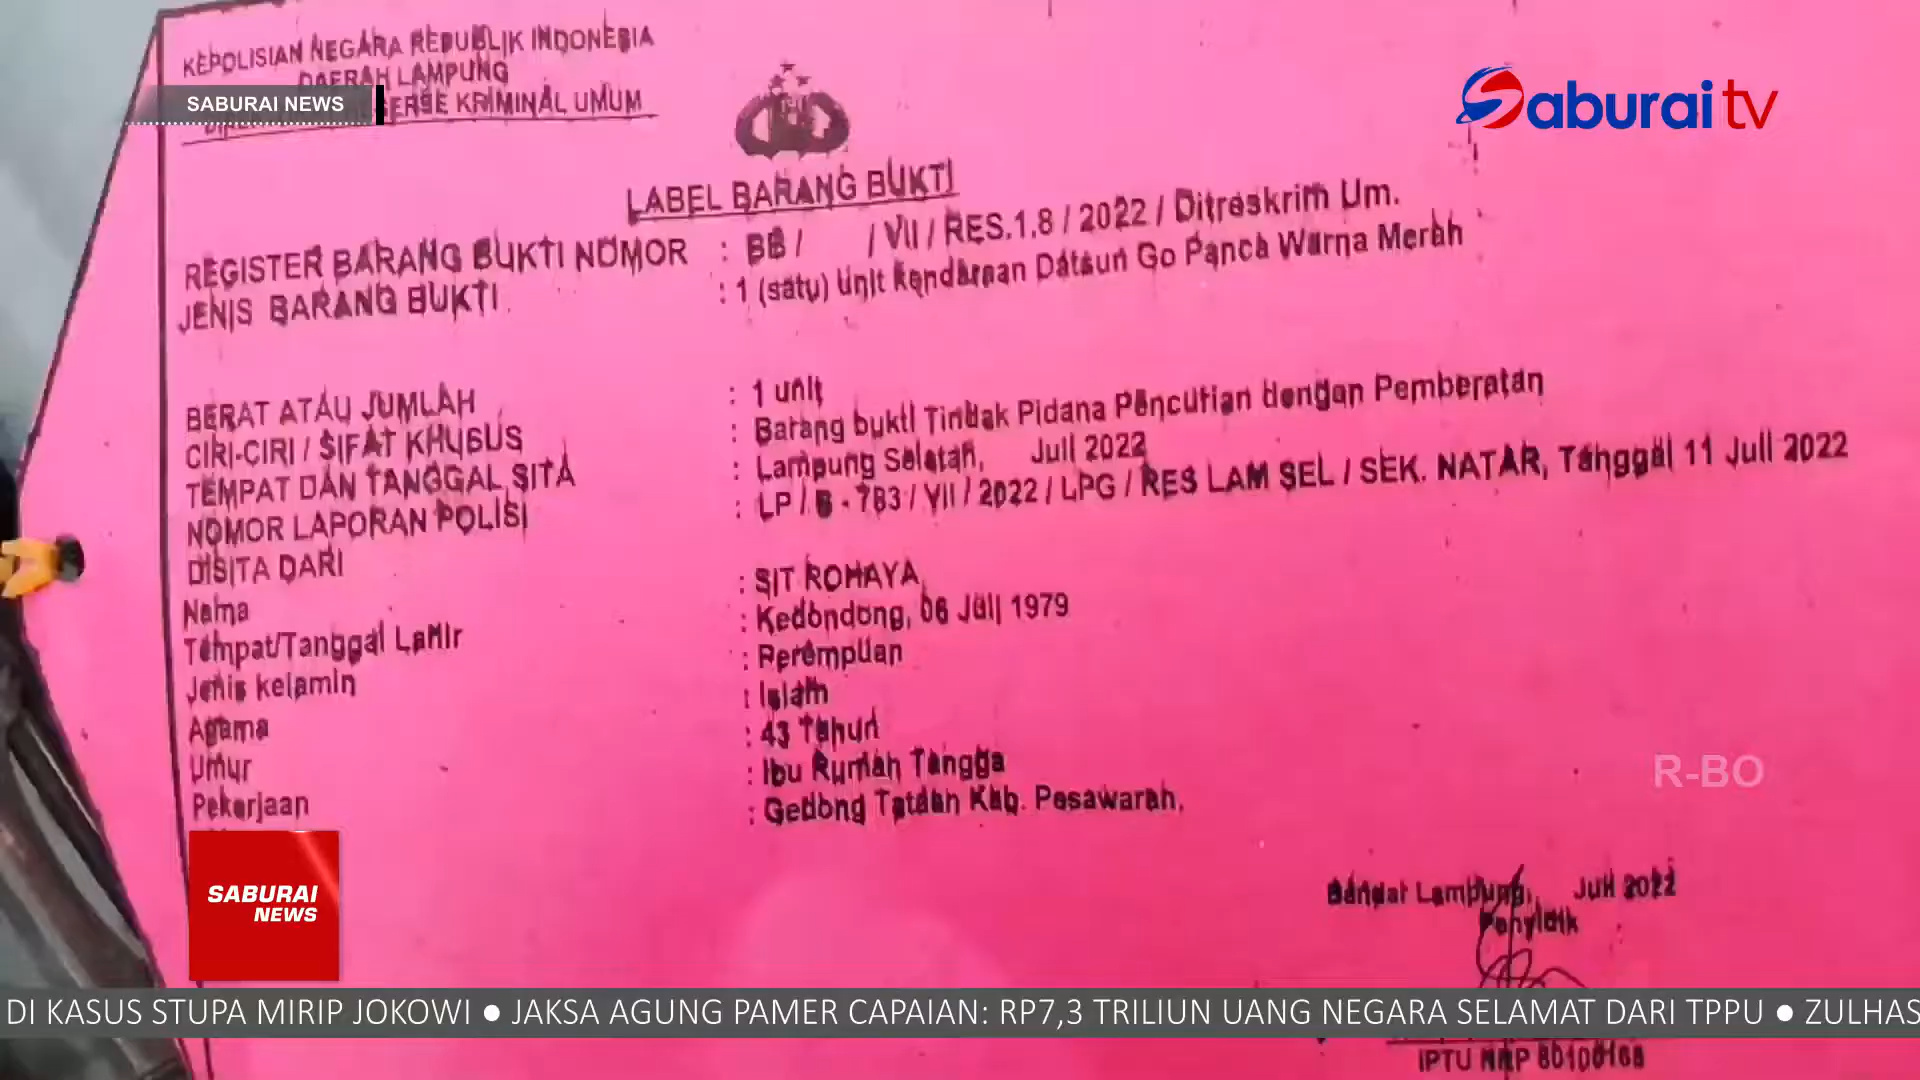 KEPOLISIAN NEGARA REPUBLIK INDONESIA
DAERAH LAMPUNG
SERSE KRIMINAL UMUM
SABURAI NEWS
Saburai tv
LABEL BARANG BUKTI
REGISTER BARANG BUKTI NOMOR : BB / / VII / RES.1.8 / 2022 / Ditreskrim Um.
JENIS BARANG BUKTI : 1 (satu) unit kendaraan Datsun Go Panca Warna Merah
BERAT ATAU JUMLAH : 1 unit
CIRI-CIRI / SIFAT KHUSUS : Barang bukti Tindak Pidana Pencurian dengan Pemberatan
TEMPAT DAN TANGGAL SITA : Lampung Selatan, Juli 2022
NOMOR LAPORAN POLISI : LP / B - 783 / VII / 2022 / LPG / RES LAM SEL / SEK. NATAR, Tanggal 11 Juli 2022
DISITA DARI
Nama : SIT ROHAYA
Tempat/Tanggal Lahir : Kedondong, 06 Juli 1979
Jenis kelamin : Perempuan
Agama : Islam
Umur : 43 Tahun
Pekerjaan : Ibu Rumah Tangga
: Gedong Tataan Kab. Pesawaran.
R-BO
SABURAI
NEWS
Bandar Lampung, Juli 2022
Penyidik
DI KASUS STUPA MIRIP JOKOWI ● JAKSA AGUNG PAMER CAPAIAN: RP7,3 TRILIUN UANG NEGARA SELAMAT DARI TPPU ● ZULHAS
IPTU NRP